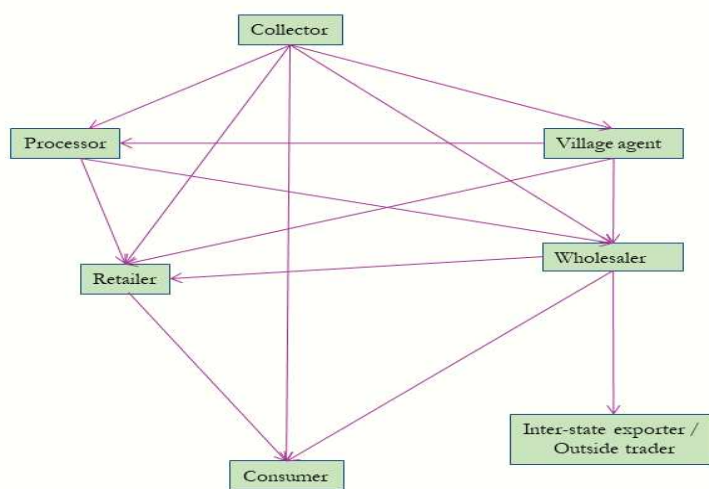 Collector
Processor
Village agent
Retailer
Wholesaler
Inter-state exporter /
Outside trader
Consumer